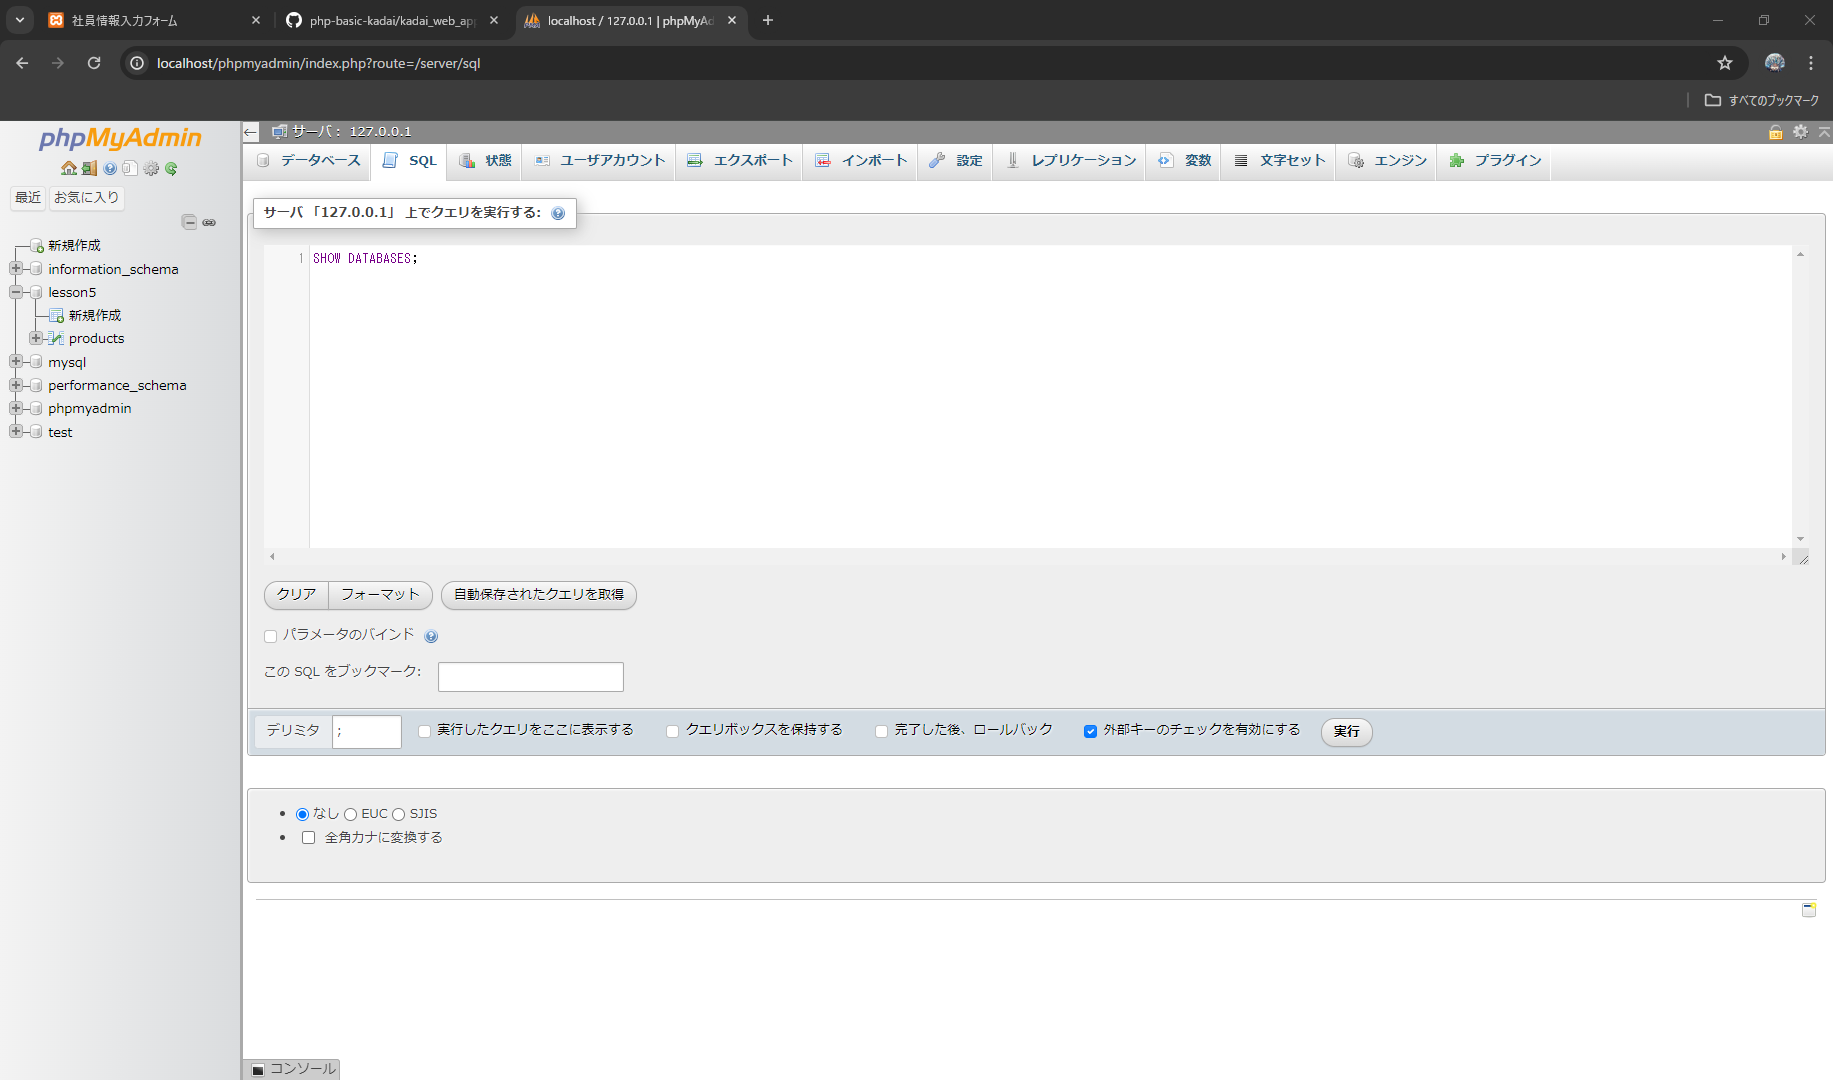 社員情報入力フォーム
php-basic-kadai/kadai_web_app
localhost / 127.0.0.1 | phpMyAd
localhost/phpmyadmin/index.php?route=/server/sql
すべてのブックマーク
phpMyAdmin
最近 お気に入り
新規作成
information_schema
lesson5
新規作成
products
mysql
performance_schema
phpmyadmin
test
サーバ : 127.0.0.1
データベース SQL 状態 ユーザアカウント エクスポート インポート 設定 レプリケーション 変数 文字セット エンジン プラグイン
サーバ 「127.0.0.1」 上でクエリを実行する:
1 SHOW DATABASES;
クリア フォーマット 自動保存されたクエリを取得
パラメータのバインド
この SQL をブックマーク:
デリミタ ; 実行したクエリをここに表示する クエリボックスを保持する 完了した後、ロールバック 外部キーのチェックを有効にする 実行
なし EUC SJIS
全角カナに変換する
コンソール